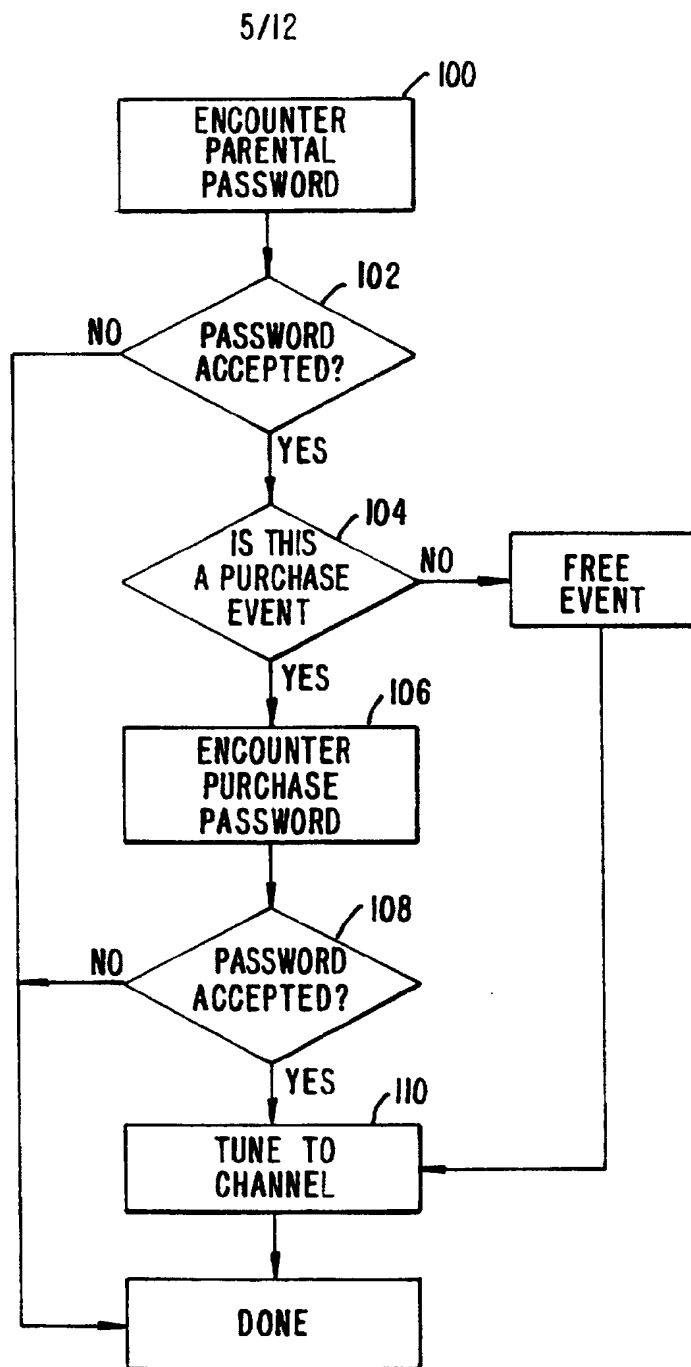 5/12
100
ENCOUNTER
PARENTAL
PASSWORD
102
NO
PASSWORD
ACCEPTED?
YES
104
IS THIS
A PURCHASE
EVENT
NO
FREE
EVENT
YES
106
ENCOUNTER
PURCHASE
PASSWORD
108
NO
PASSWORD
ACCEPTED?
YES
110
TUNE TO
CHANNEL
DONE